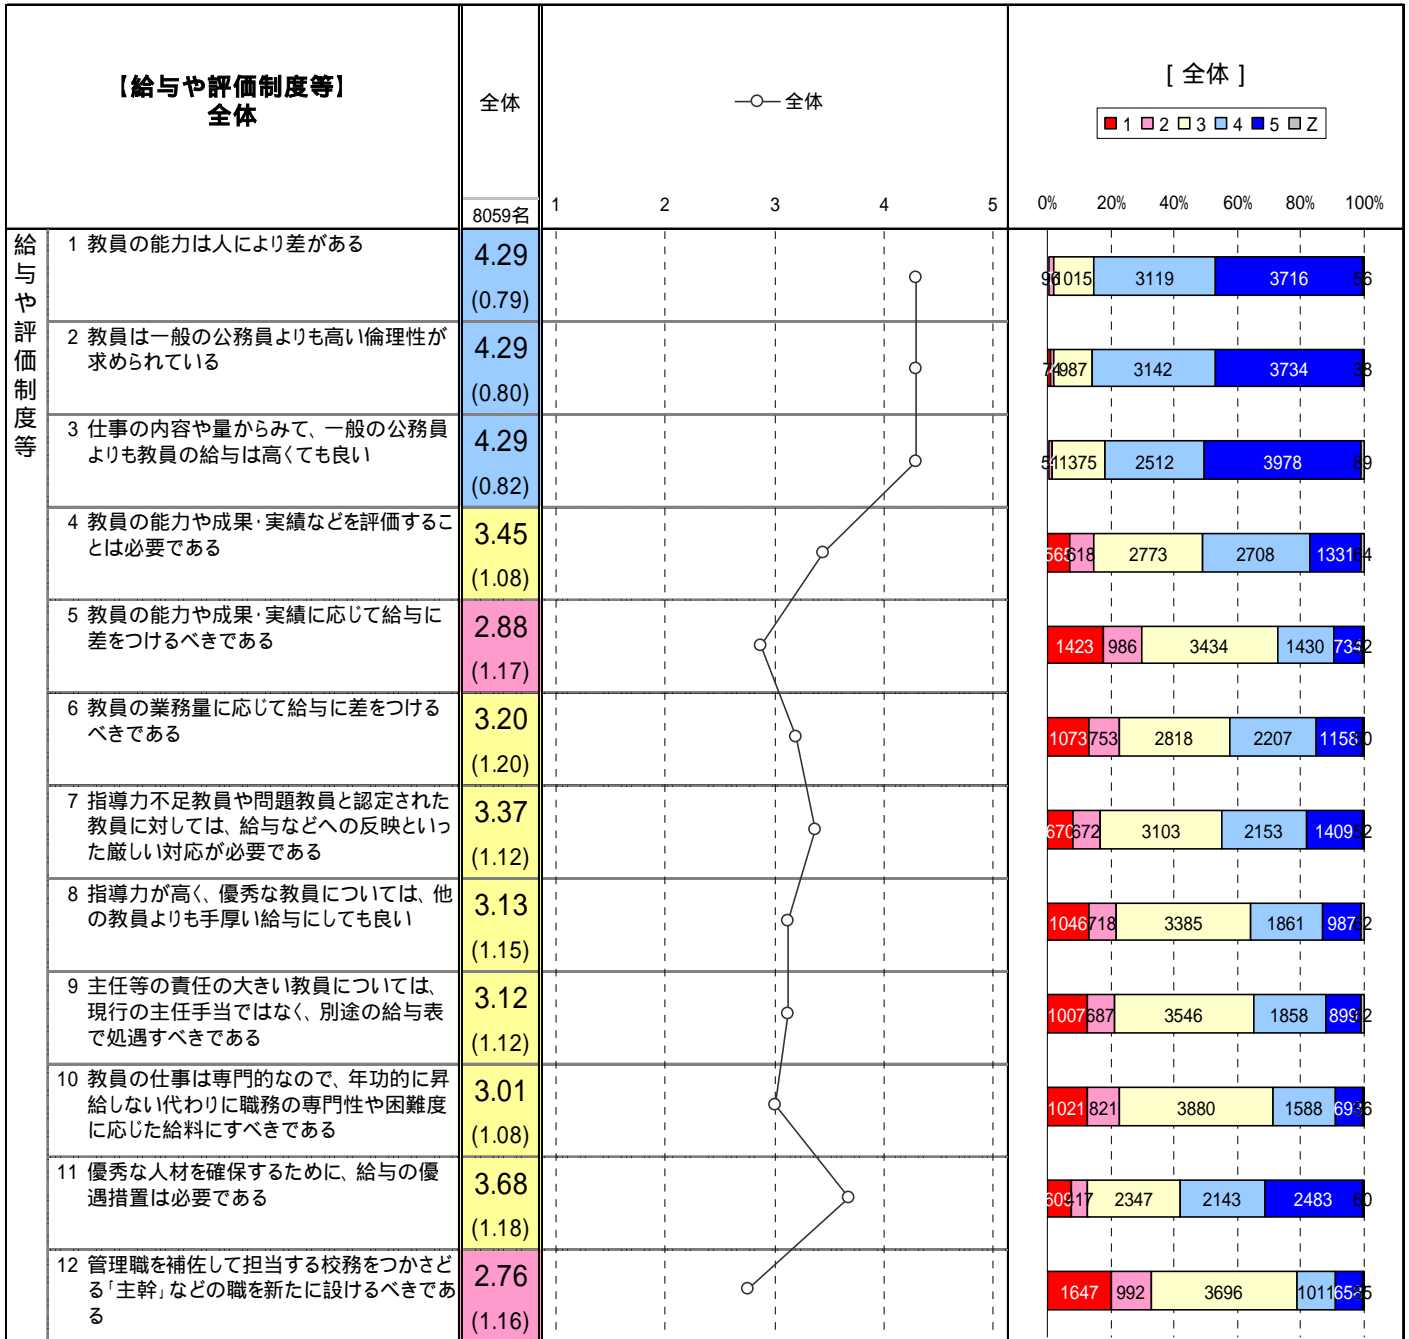 【給与や評価制度等】
全体
全体
8059名
全体
1 2 3 4 5
[ 全体 ]
1 2 3 4 5 Z
0% 20% 40% 60% 80% 100%
給与や評価制度等
1 教員の能力は人により差がある
4.29
(0.79)
96 1015 3119 3716 56
2 教員は一般の公務員よりも高い倫理性が
求められている
4.29
(0.80)
74 987 3142 3734 38
3 仕事の内容や量からみて、一般の公務員
よりも教員の給与は高くても良い
4.29
(0.82)
1375 2512 3978 89
4 教員の能力や成果・実績などを評価するこ
とは必要である
3.45
(1.08)
565 618 2773 2708 1331 64
5 教員の能力や成果・実績に応じて給与に
差をつけるべきである
2.88
(1.17)
1423 986 3434 1430 734 52
6 教員の業務量に応じて給与に差をつける
べきである
3.20
(1.20)
1073 753 2818 2207 1158 50
7 指導力不足教員や問題教員と認定された
教員に対しては、給与などへの反映といっ
た厳しい対応が必要である
3.37
(1.12)
670 672 3103 2153 1409 52
8 指導力が高く、優秀な教員については、他
の教員よりも手厚い給与にしても良い
3.13
(1.15)
1046 718 3385 1861 987 62
9 主任等の責任の大きい教員については、
現行の主任手当ではなく、別途の給与表
で処遇すべきである
3.12
(1.12)
1007 687 3546 1858 899 62
10 教員の仕事は専門的なので、年功的に昇
給しない代わりに職務の専門性や困難度
に応じた給料にすべきである
3.01
(1.08)
1021 821 3880 1588 693 56
11 優秀な人材を確保するために、給与の優
遇措置は必要である
3.68
(1.18)
609 417 2347 2143 2483 60
12 管理職を補佐して担当する校務をつかさど
る「主幹」などの職を新たに設けるべきであ
る
2.76
(1.16)
1647 992 3696 1011 658 55